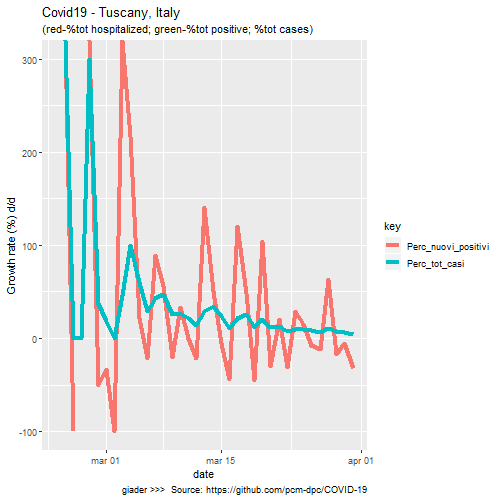 Covid19 - Tuscany, Italy
(red-%tot hospitalized; green-%tot positive; %tot cases)
Growth rate (%) d/d
300
200
100
0
-100
mar 01
mar 15
apr 01
date
key
Perc_nuovi_positivi
Perc_tot_casi
giader >>>  Source: https://github.com/pcm-dpc/COVID-19